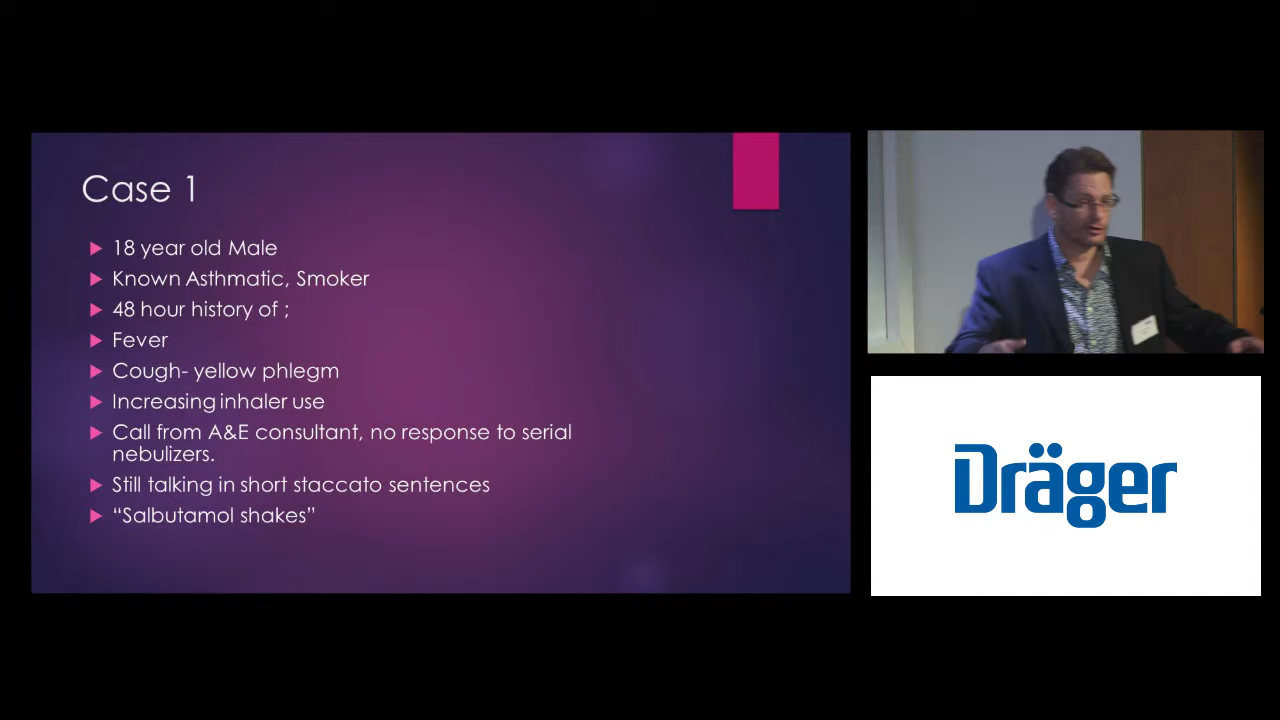 Case 1
18 year old Male
Known Asthmatic, Smoker
48 hour history of ;
Fever
Cough- yellow phlegm
Increasing inhaler use
Call from A&E consultant, no response to serial
nebulizers.
Still talking in short staccato sentences
“Salbutamol shakes”
Dräger